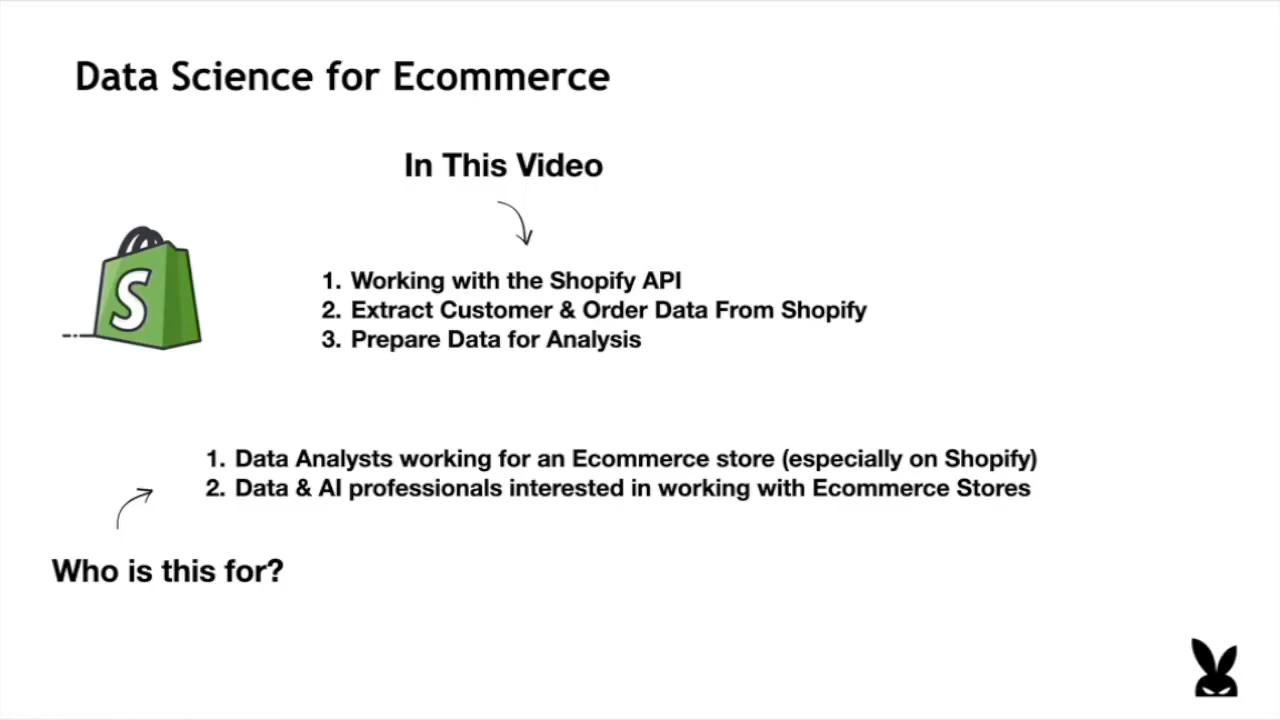 Data Science for Ecommerce
In This Video
S
1. Working with the Shopify API
2. Extract Customer & Order Data From Shopify
3. Prepare Data for Analysis
1. Data Analysts working for an Ecommerce store (especially on Shopify)
2. Data & AI professionals interested in working with Ecommerce Stores
Who is this for?